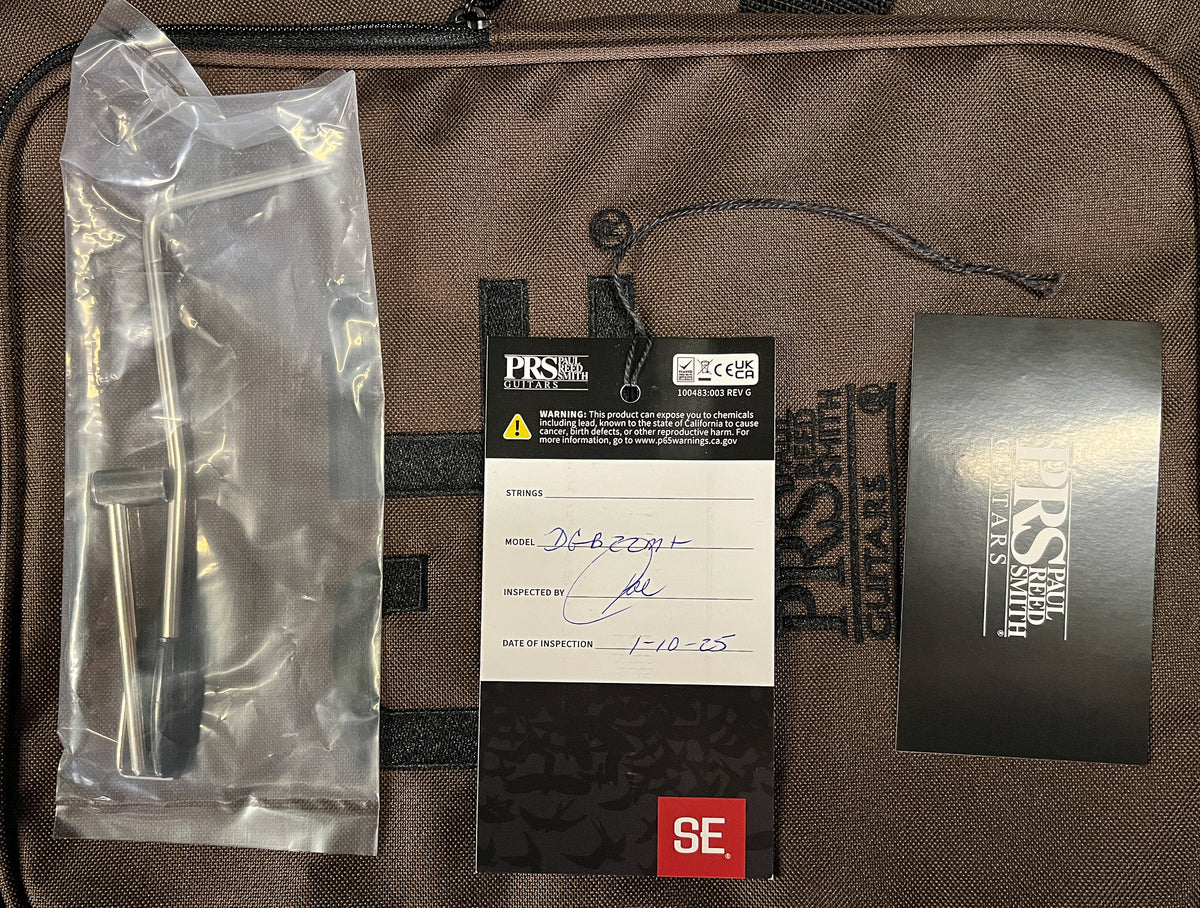 PRS PAUL
REED
SMITH
GUITARS
CE UK
CA
100483:003 REV G
WARNING: This product can expose you to chemicals
including lead, known to the state of California to cause
cancer, birth defects, or other reproductive harm. For
more information, go to www.p65warnings.ca.gov
STRINGS
MODEL
INSPECTED BY Joe
DATE OF INSPECTION 1-10-25
SE®
®
PRS PAUL
REED
SMITH
GUITARS ®
PRS PAUL
REED
SMITH®
GUITARS